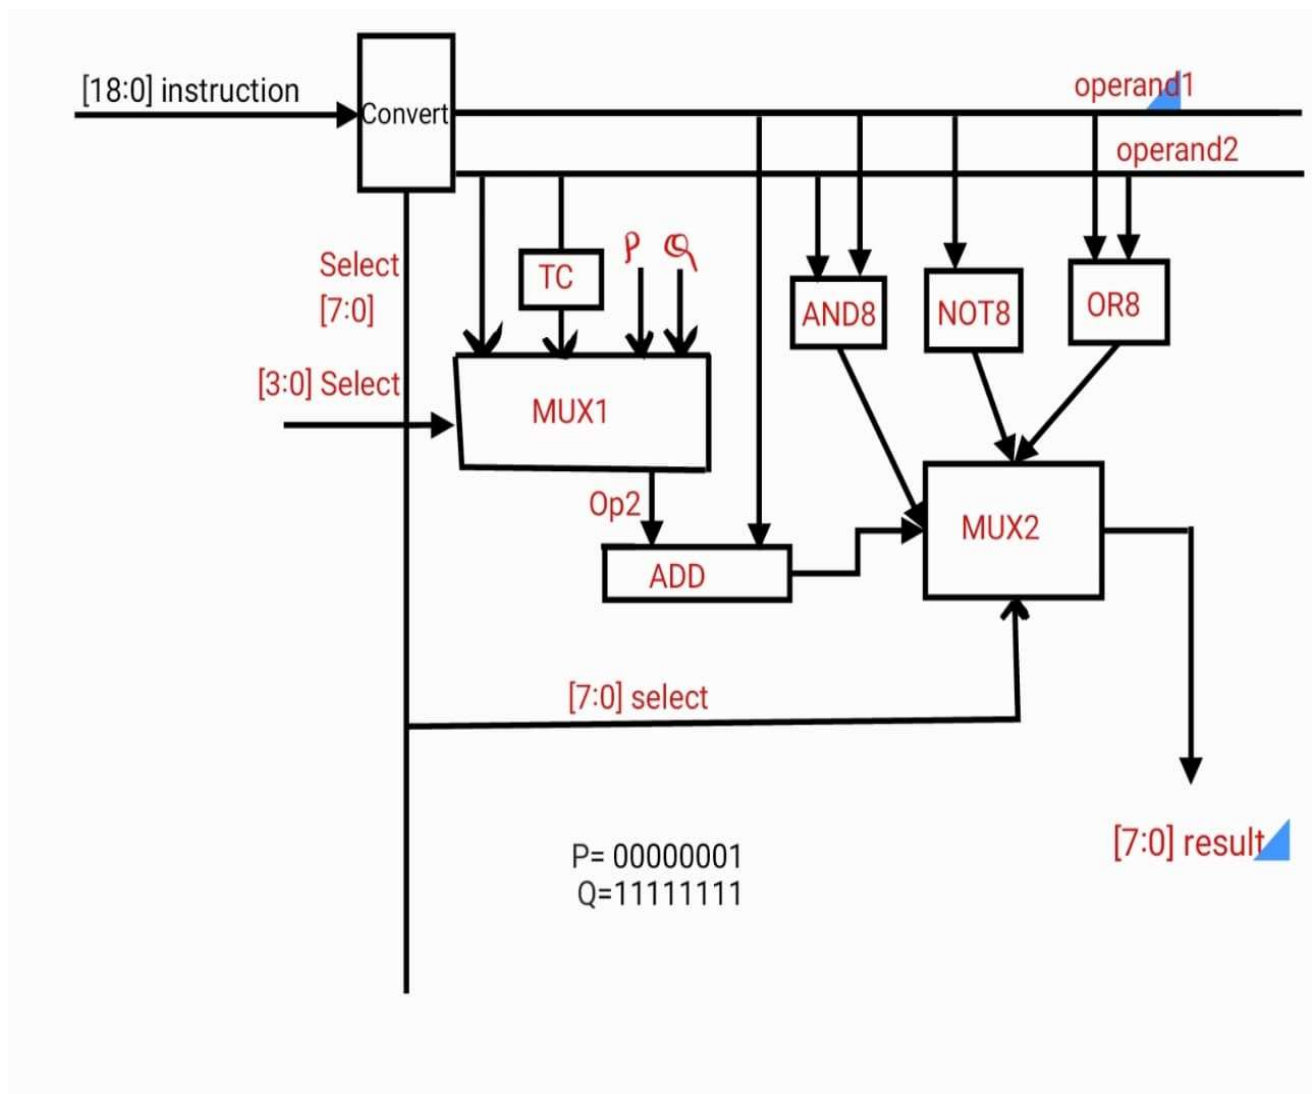 [18:0] instruction
Convert
operand1
operand2
Select
[7:0]
TC
P Q
AND8
NOT8
OR8
[3:0] Select
MUX1
Op2
MUX2
ADD
[7:0] select
[7:0] result
P= 00000001
Q=11111111